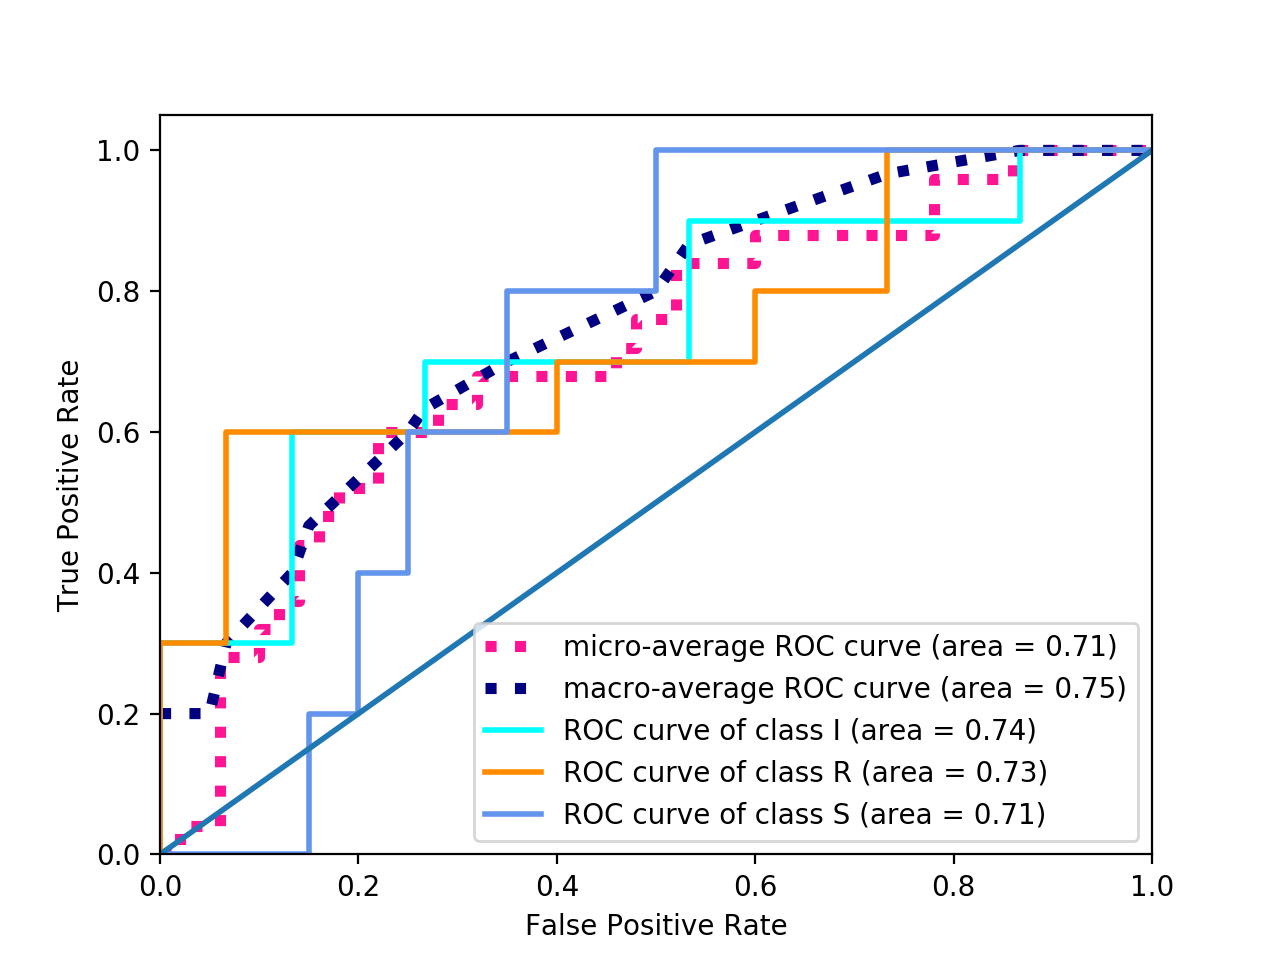 1.0
0.8
0.6
0.4
0.2
0.0
True Positive Rate
micro-average ROC curve (area = 0.71)
macro-average ROC curve (area = 0.75)
ROC curve of class I (area = 0.74)
ROC curve of class R (area = 0.73)
ROC curve of class S (area = 0.71)
0.0 0.2 0.4 0.6 0.8 1.0
False Positive Rate